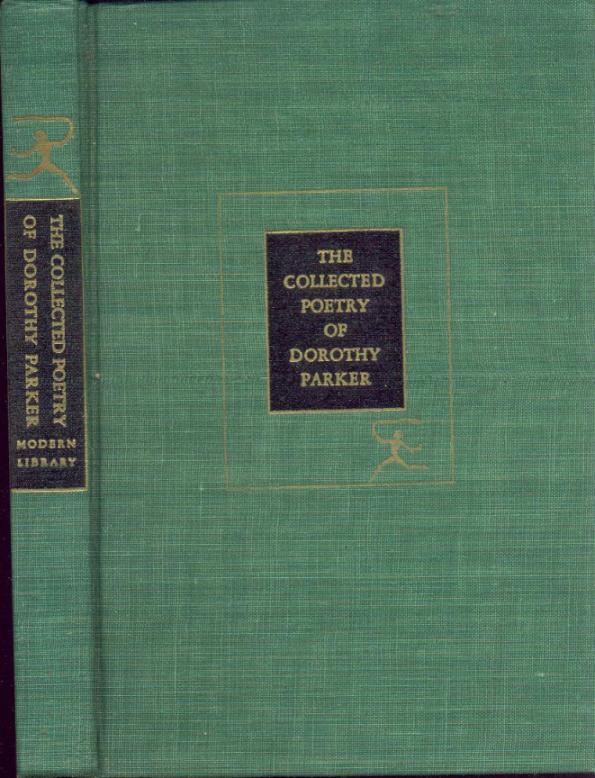 THE COLLECTED POETRY
OF DOROTHY PARKER
MODERN
LIBRARY
THE
COLLECTED
POETRY
OF
DOROTHY
PARKER